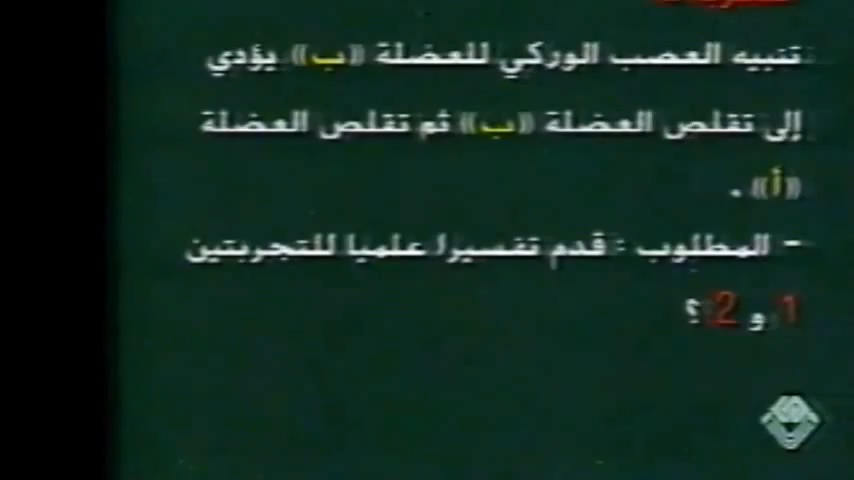 تنبيه العصب الوركي للعضلة «ب» يؤدي
إلى تقلص العضلة «ب» ثم تقلص العضلة
«أ» .
- المطلوب : قدم تفسيرا علميا للتجربتين
1 و 2 ؟